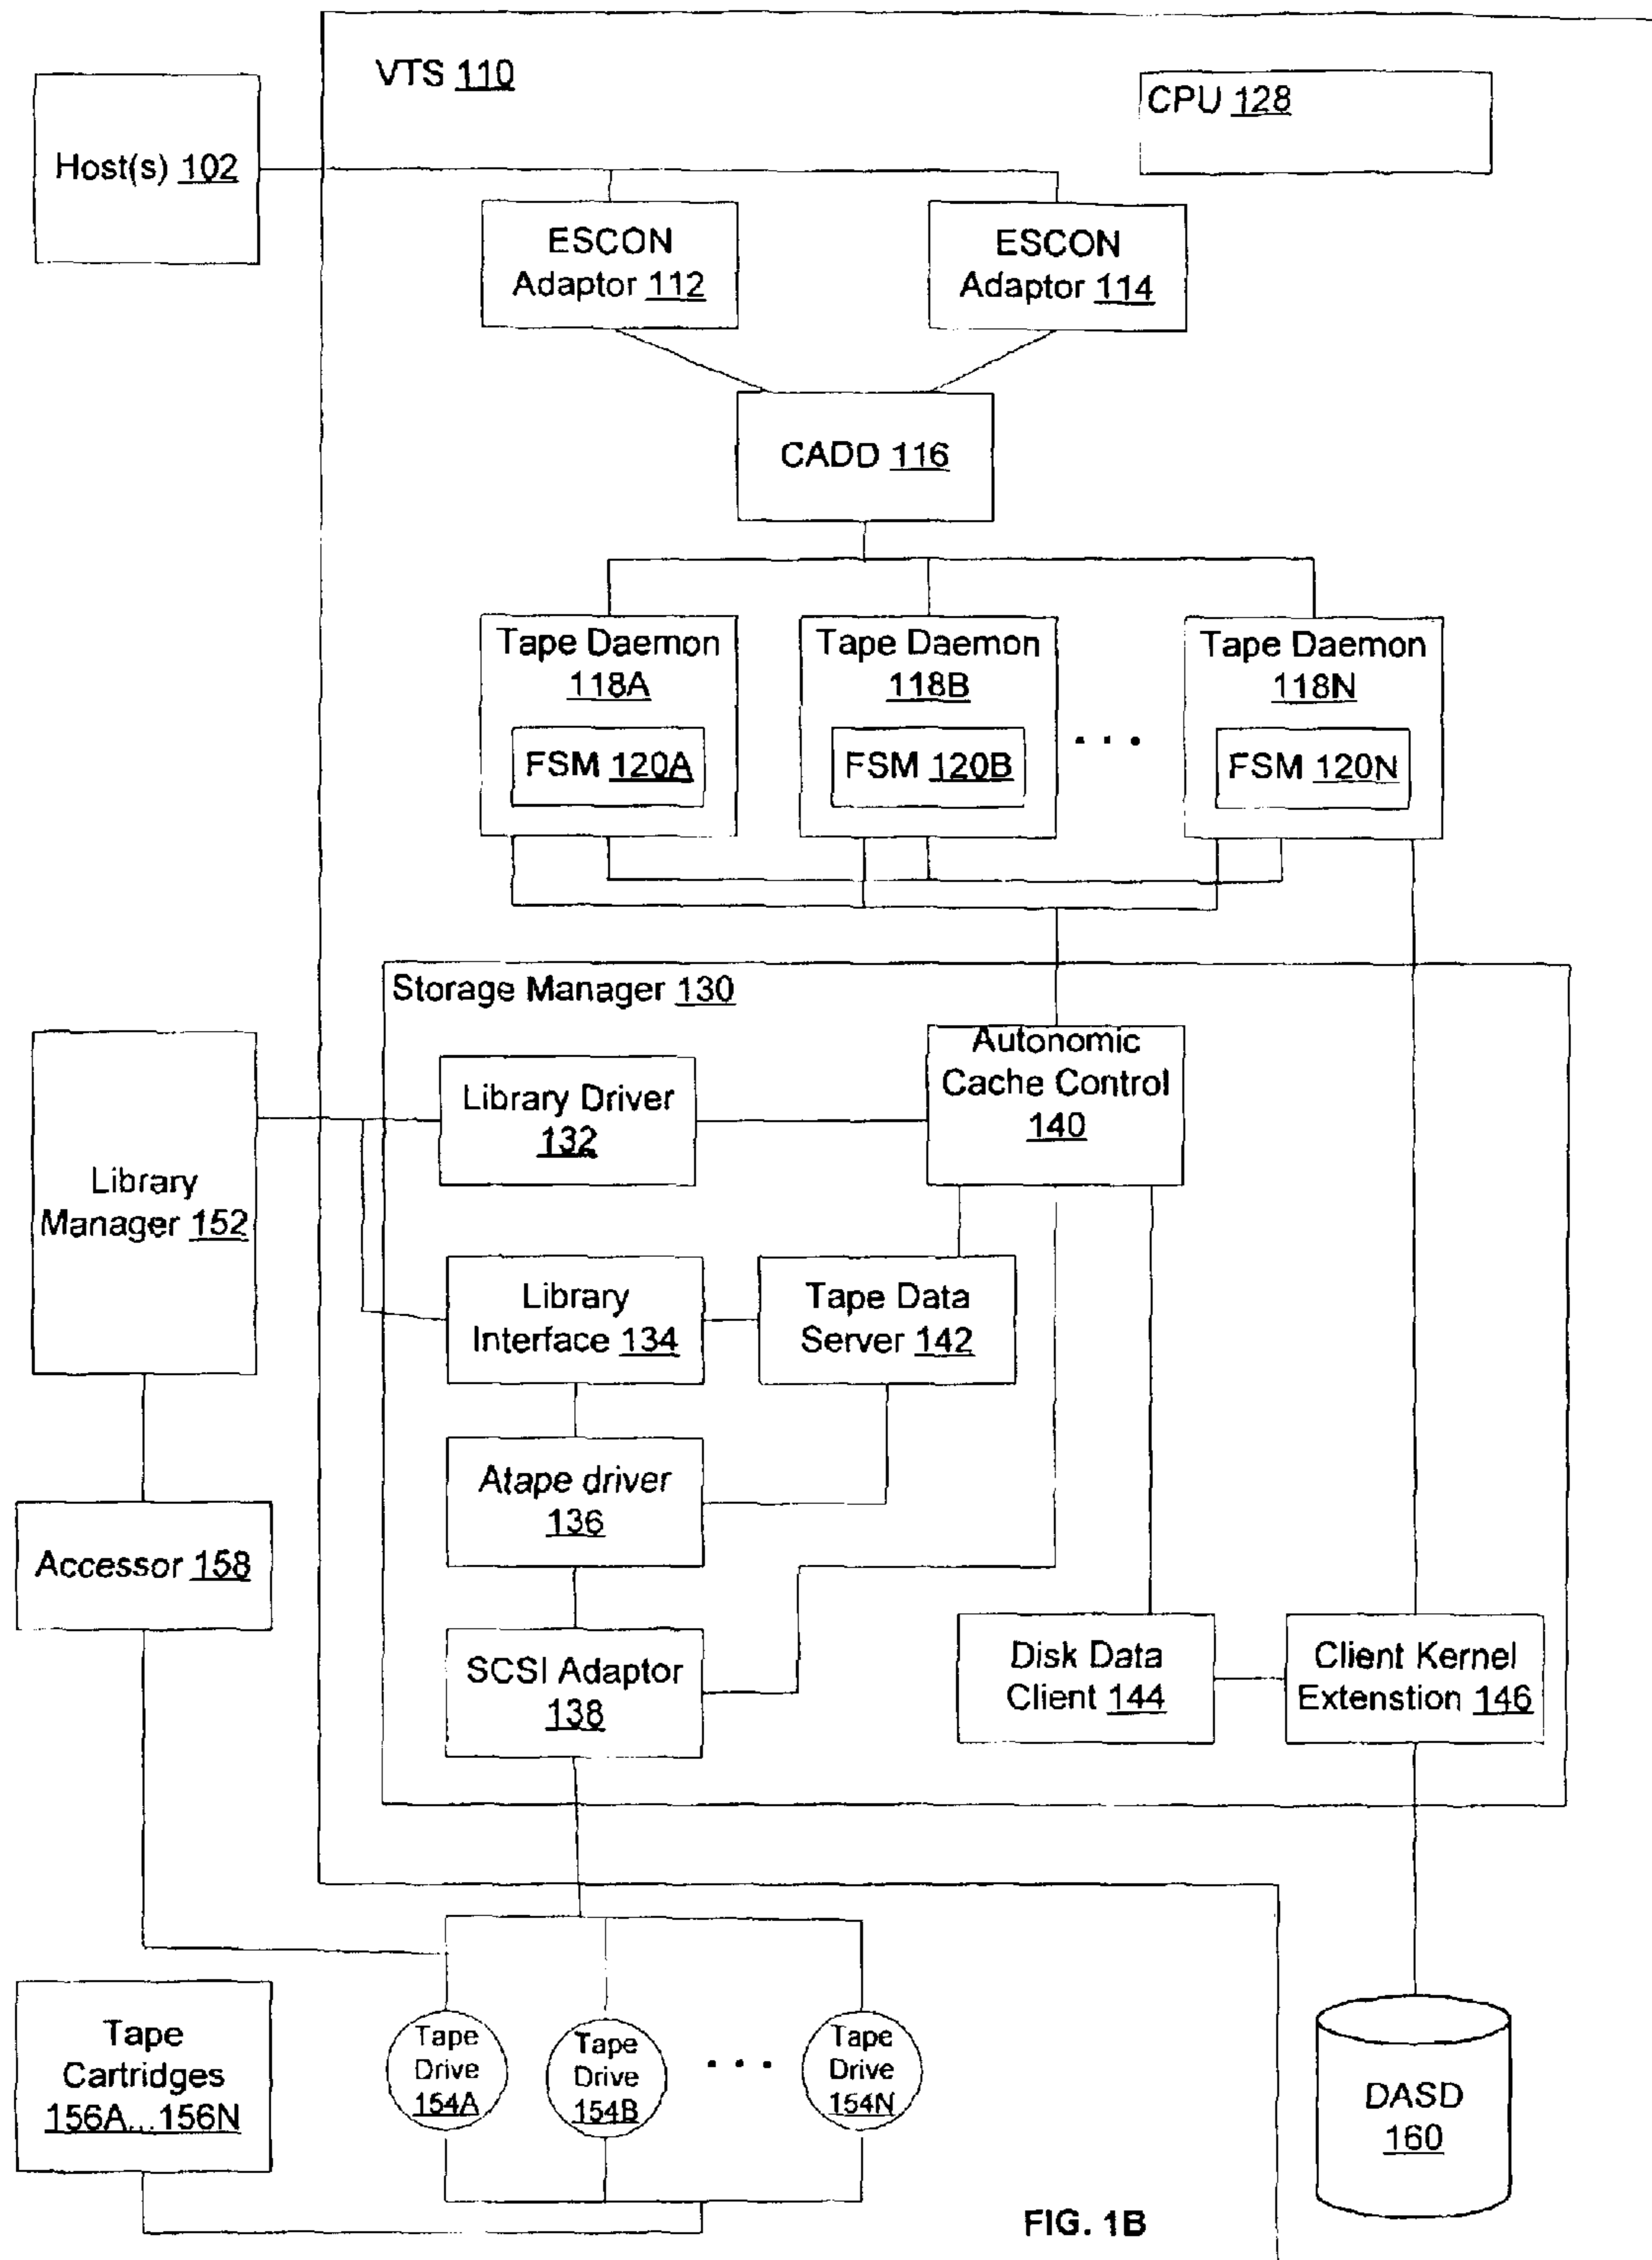 VTS 110
CPU 128
Host(s) 102
ESCON
Adaptor 112
ESCON
Adaptor 114
CADD 116
Tape Daemon
118A
FSM 120A
Tape Daemon
118B
FSM 120B
. . .
Tape Daemon
118N
FSM 120N
Storage Manager 130
Library
Manager 152
Library Driver
132
Autonomic
Cache Control
140
Library
Interface 134
Tape Data
Server 142
Atape driver
136
Accessor 158
SCSI Adaptor
138
Disk Data
Client 144
Client Kernel
Extenstion 146
Tape
Cartridges
156A...156N
Tape
Drive
154A
Tape
Drive
154B
. . .
Tape
Drive
154N
DASD
160
FIG. 1B